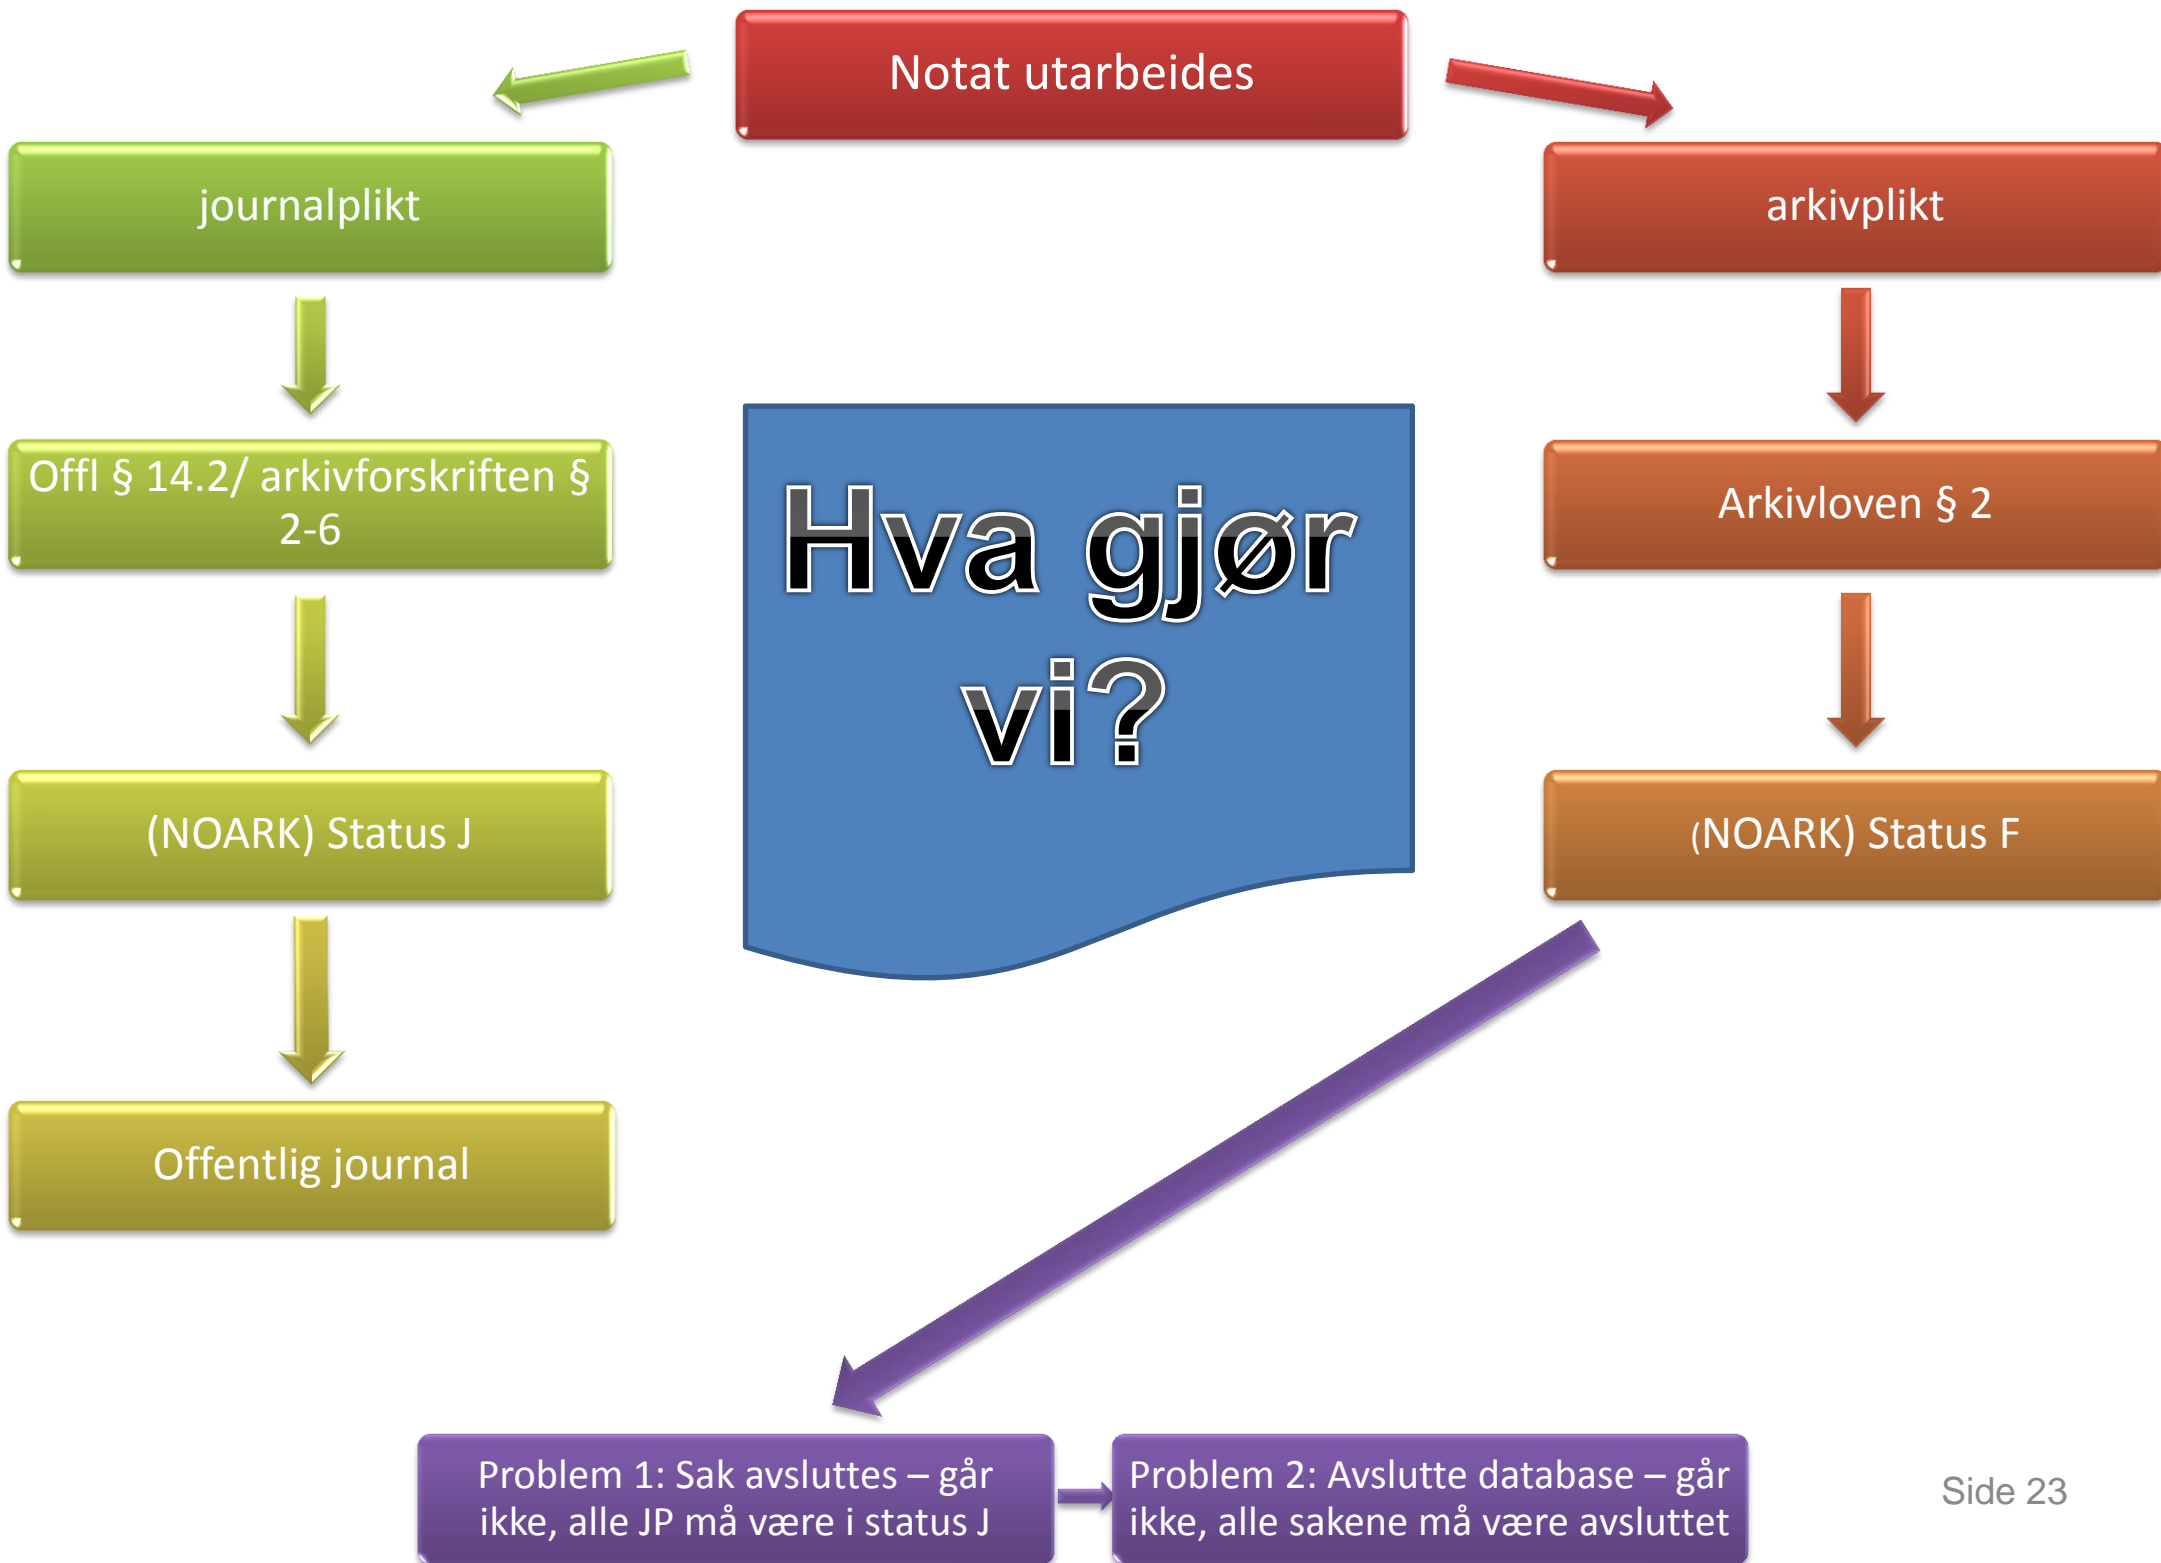 Notat utarbeides
journalplikt
arkivplikt
Offl § 14.2/ arkivforskriften §
2-6
Arkivloven § 2
Hva gjør
vi?
(NOARK) Status J
(NOARK) Status F
Offentlig journal
Problem 1: Sak avsluttes – går
ikke, alle JP må være i status J
Problem 2: Avslutte database – går
ikke, alle sakene må være avsluttet
Side 23